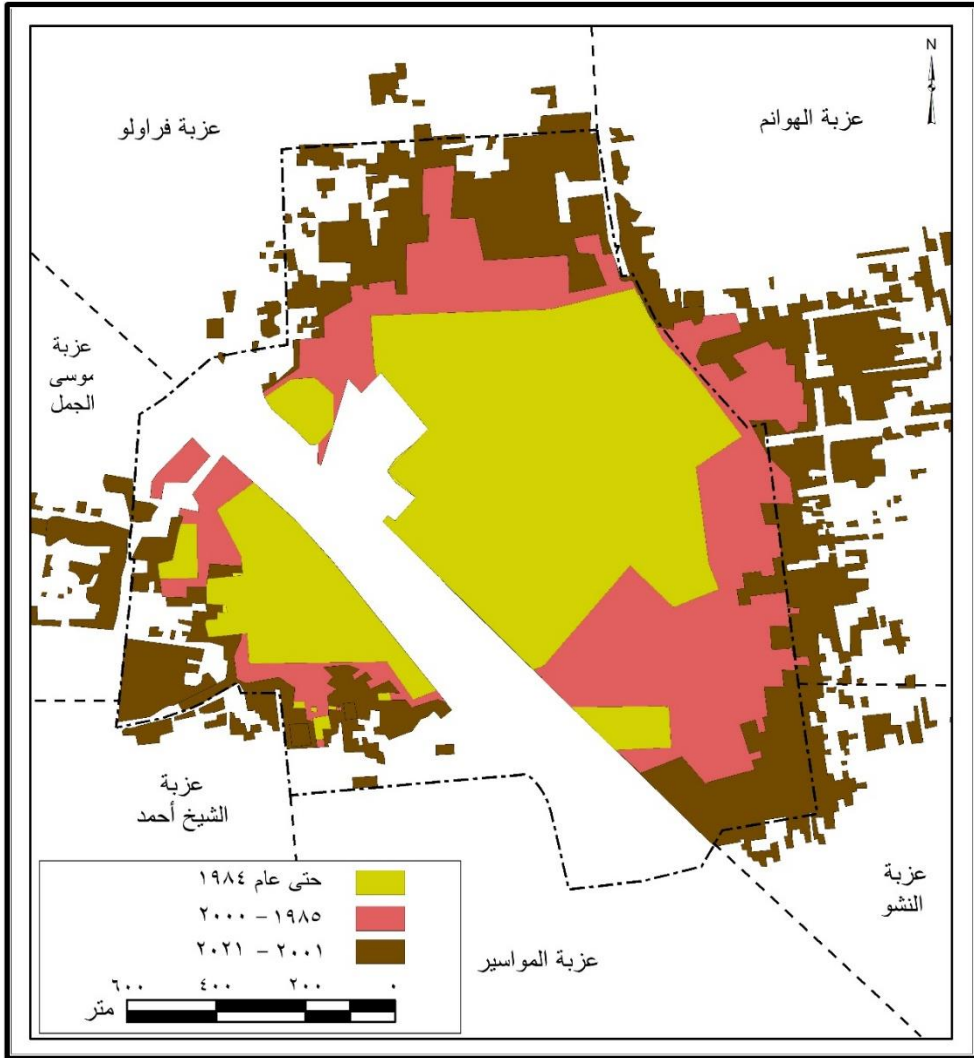 N
عزبة الهوانم
عزبة فراولو
عزبة
موسى
الجمل
عزبة
الشيخ أحمد
عزبة
النشو
عزبة المواسير
حتى عام ١٩٨٤
١٩٨٥ – ٢٠٠٠
٢٠٠١ – ٢٠٢١
٠ ٢٠٠ ٤٠٠ ٦٠٠
متر